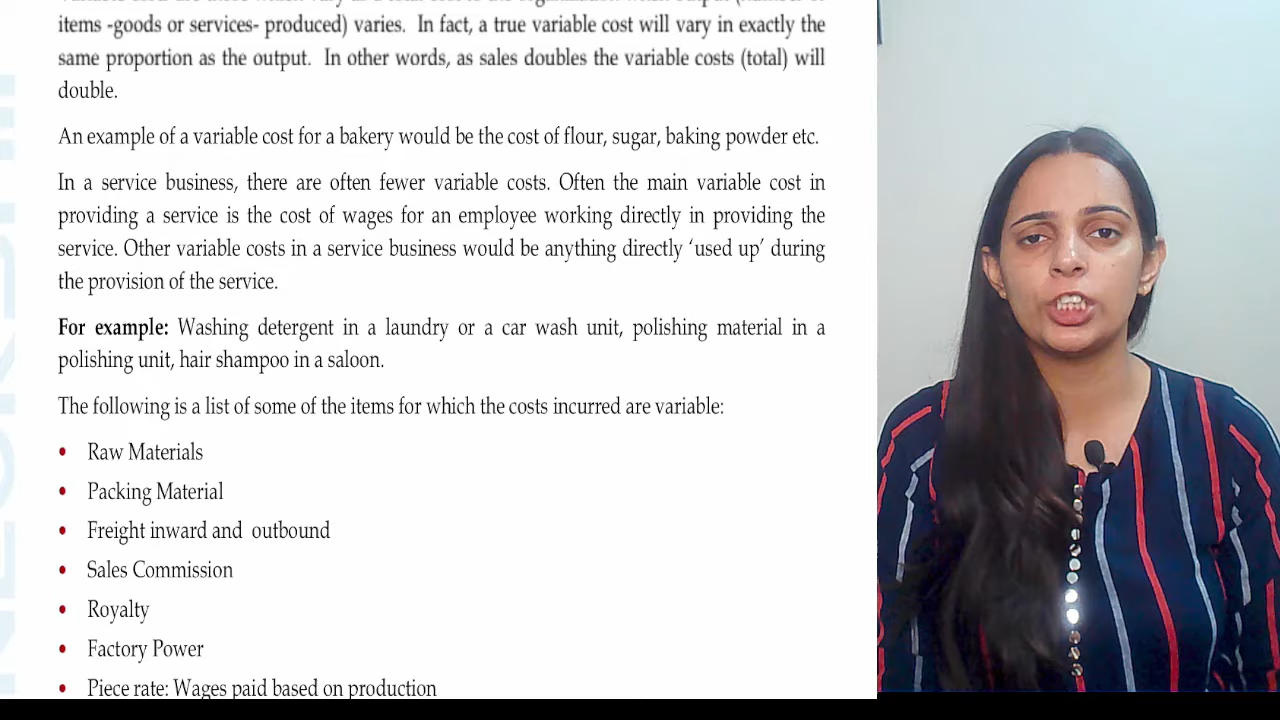 items -goods or services- produced) varies. In fact, a true variable cost will vary in exactly the
same proportion as the output. In other words, as sales doubles the variable costs (total) will
double.
An example of a variable cost for a bakery would be the cost of flour, sugar, baking powder etc.
In a service business, there are often fewer variable costs. Often the main variable cost in
providing a service is the cost of wages for an employee working directly in providing the
service. Other variable costs in a service business would be anything directly ‘used up’ during
the provision of the service.
For example: Washing detergent in a laundry or a car wash unit, polishing material in a
polishing unit, hair shampoo in a saloon.
The following is a list of some of the items for which the costs incurred are variable:
• Raw Materials
• Packing Material
• Freight inward and outbound
• Sales Commission
• Royalty
• Factory Power
• Piece rate: Wages paid based on production